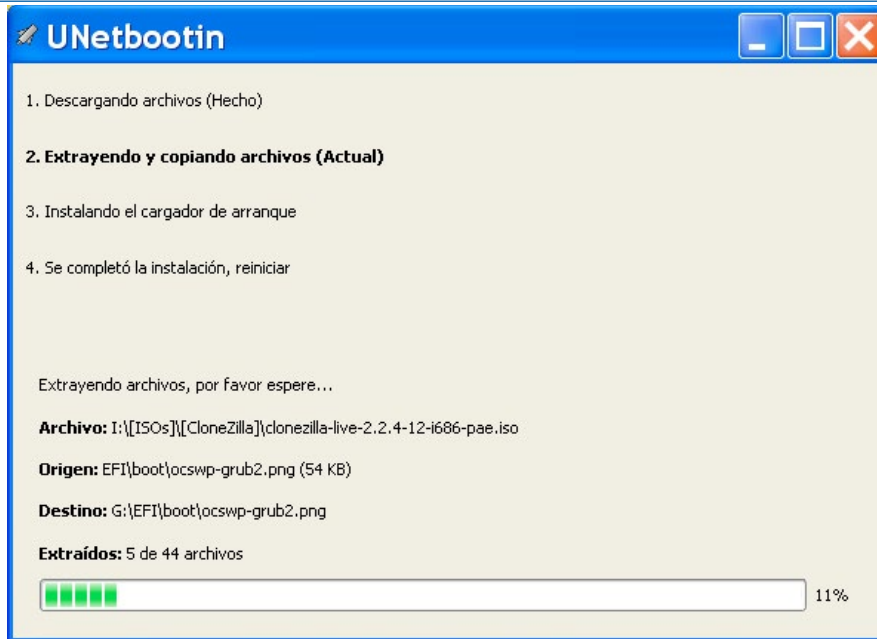 UNetbootin
1. Descargando archivos (Hecho)
2. Extrayendo y copiando archivos (Actual)
3. Instalando el cargador de arranque
4. Se completó la instalación, reiniciar
Extrayendo archivos, por favor espere...
Archivo: I:\[ISOs]\[CloneZilla]\clonezilla-live-2.2.4-12-i686-pae.iso
Origen: EFI\boot\ocswp-grub2.png (54 KB)
Destino: G:\EFI\boot\ocswp-grub2.png
Extraídos: 5 de 44 archivos
11%